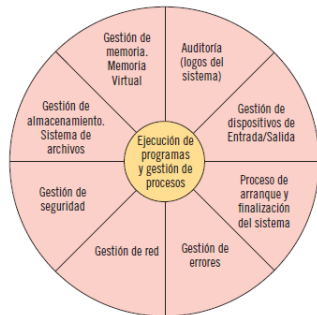 Gestión de
memoria.
Memoria
Virtual
Auditoría
(logos del
sistema)
Gestión de
dispositivos de
Entrada/Salida
Proceso de
arranque y
finalización
del sistema
Gestión de
errores
Gestión de red
Gestión de
seguridad
Gestión de
almacenamiento.
Sistema de
archivos
Ejecución de
programas
y gestión de
procesos